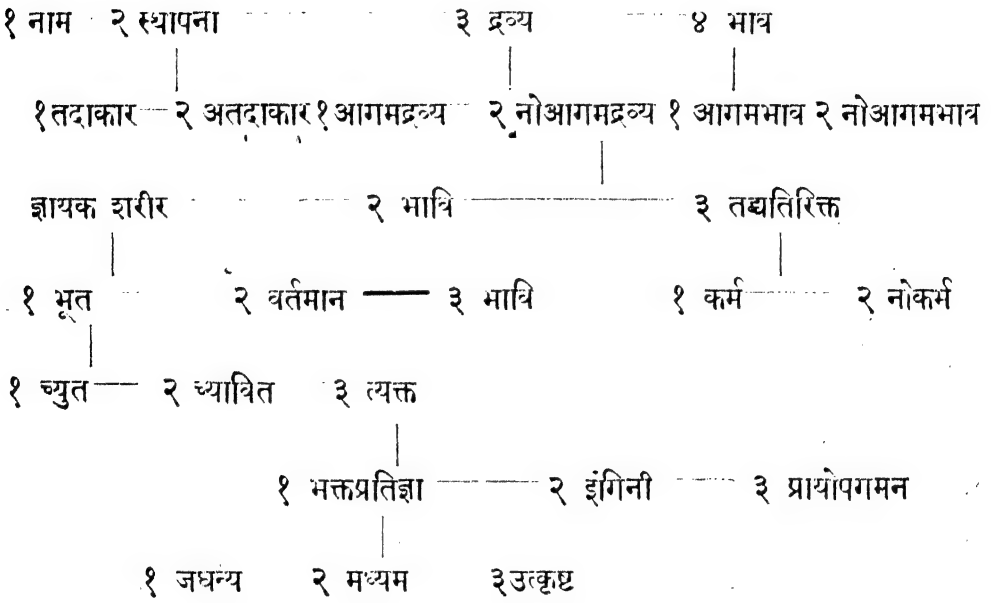 १ नाम २ स्थापना ३ द्रव्य ४ भाव
१ तदाकार २ अतदाकार १ आगमद्रव्य २ नोआगमद्रव्य १ आगमभाव २ नोआगमभाव
ज्ञायक शरीर २ भावि ३ तद्यतिरिक्त
१ भूत २ वर्तमान ३ भावि १ कर्म २ नोकर्म
१ च्युत २ च्यावित ३ त्यक्त
१ भक्तप्रतिज्ञा २ इंगिनी ३ प्रायोपगमन
१ जधन्य २ मध्यम ३ उत्कृष्ट